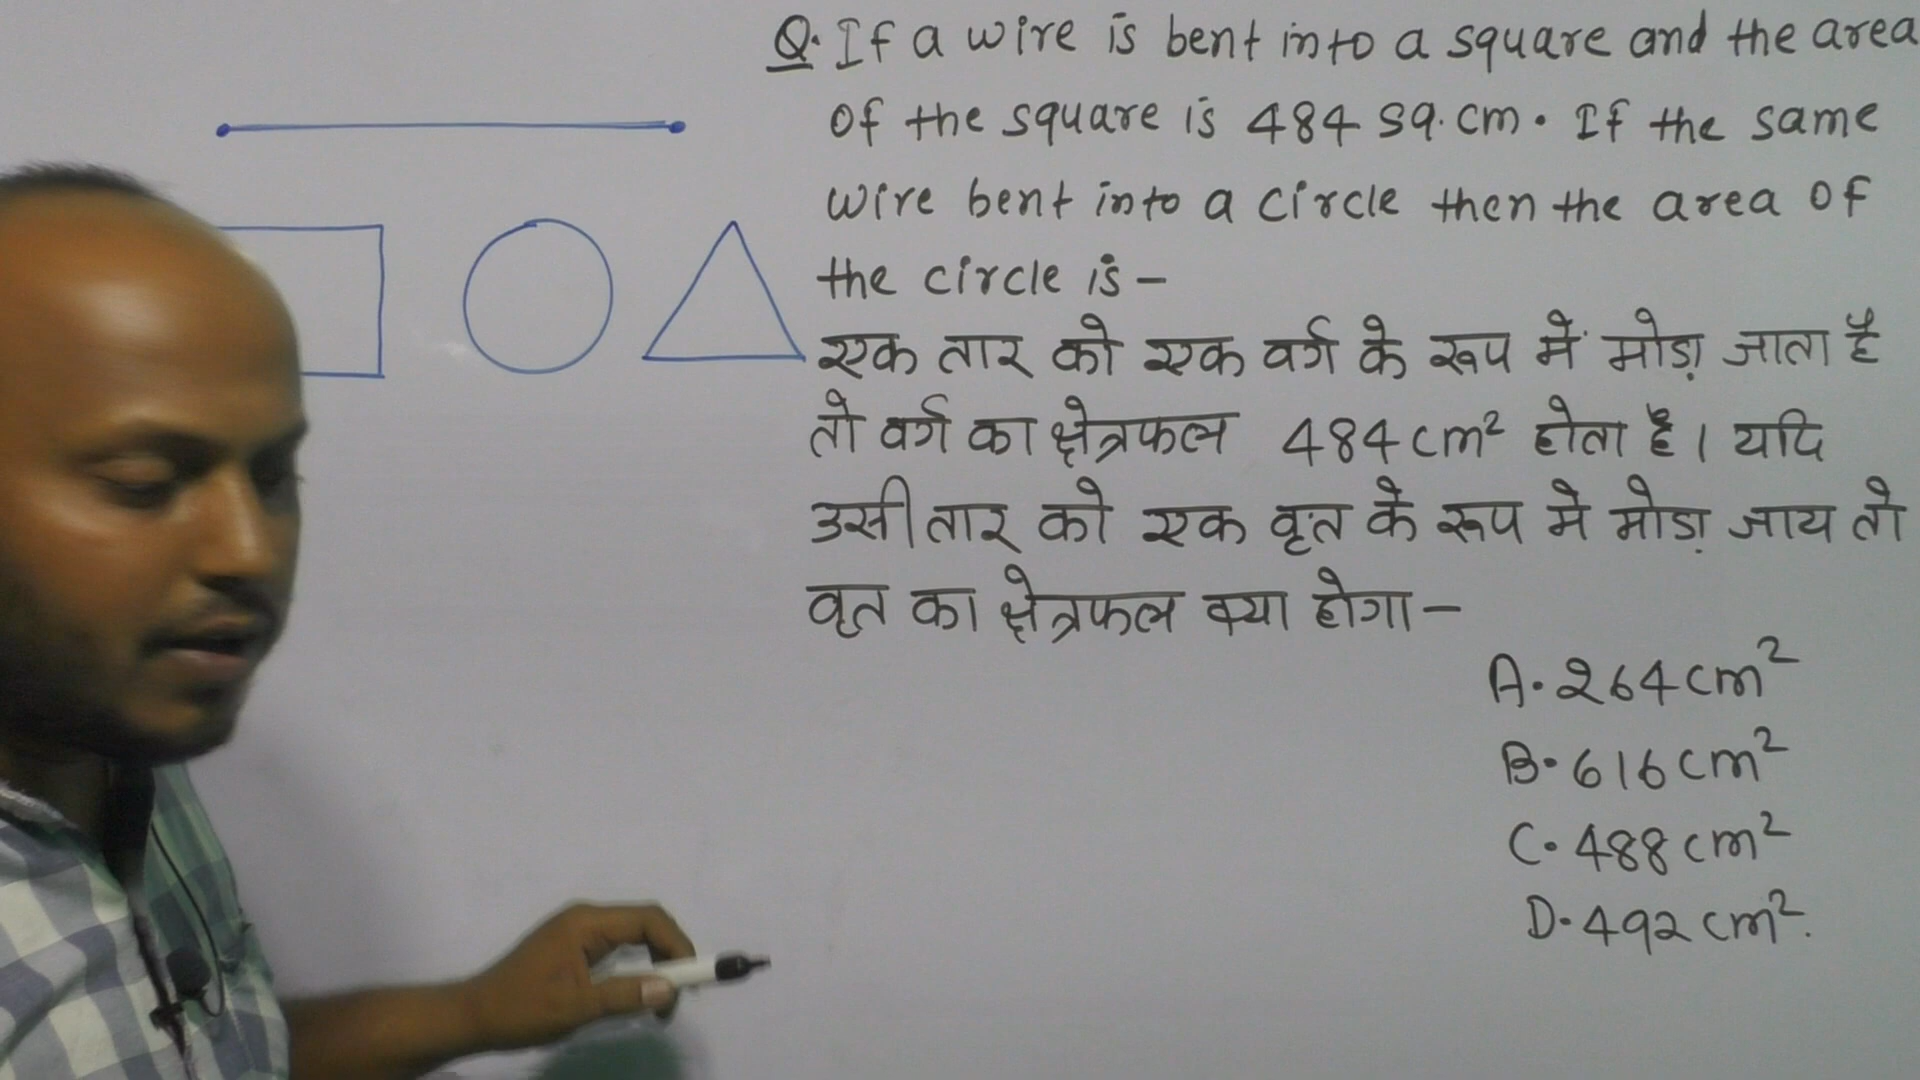 Q. If a wire is bent into a square and the area
of the square is 484 sq.cm. If the same
wire bent into a circle then the area of
the circle is -
एक तार को एक वर्ग के रूप में मोड़ा जाता है
तो वर्ग का क्षेत्रफल 484 cm² होता है। यदि
उसी तार को एक वृत के रूप मे मोड़ा जाय तो
वृत का क्षेत्रफल क्या होगा -
A. 264 cm²
B. 616 cm²
C. 488 cm²
D. 492 cm².